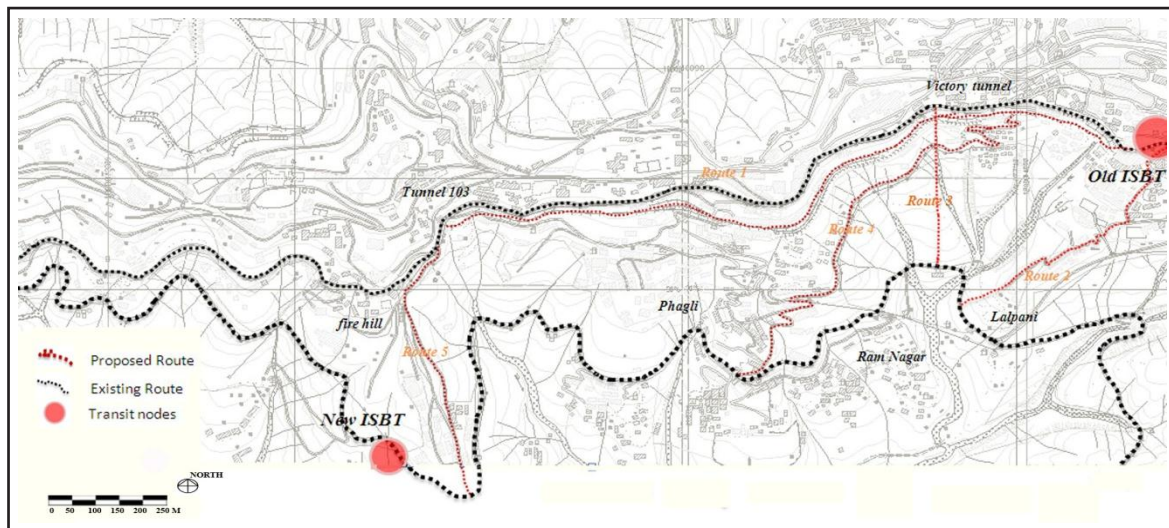 Victory tunnel
Old ISBT
Route 1
Tunnel 103
Route 3
Route 4
Route 2
Phagli
Lalpani
fire hill
Route 5
Ram Nagar
Proposed Route
Existing Route
Transit nodes
New ISBT
NORTH
0 50 100 150 200 250 M